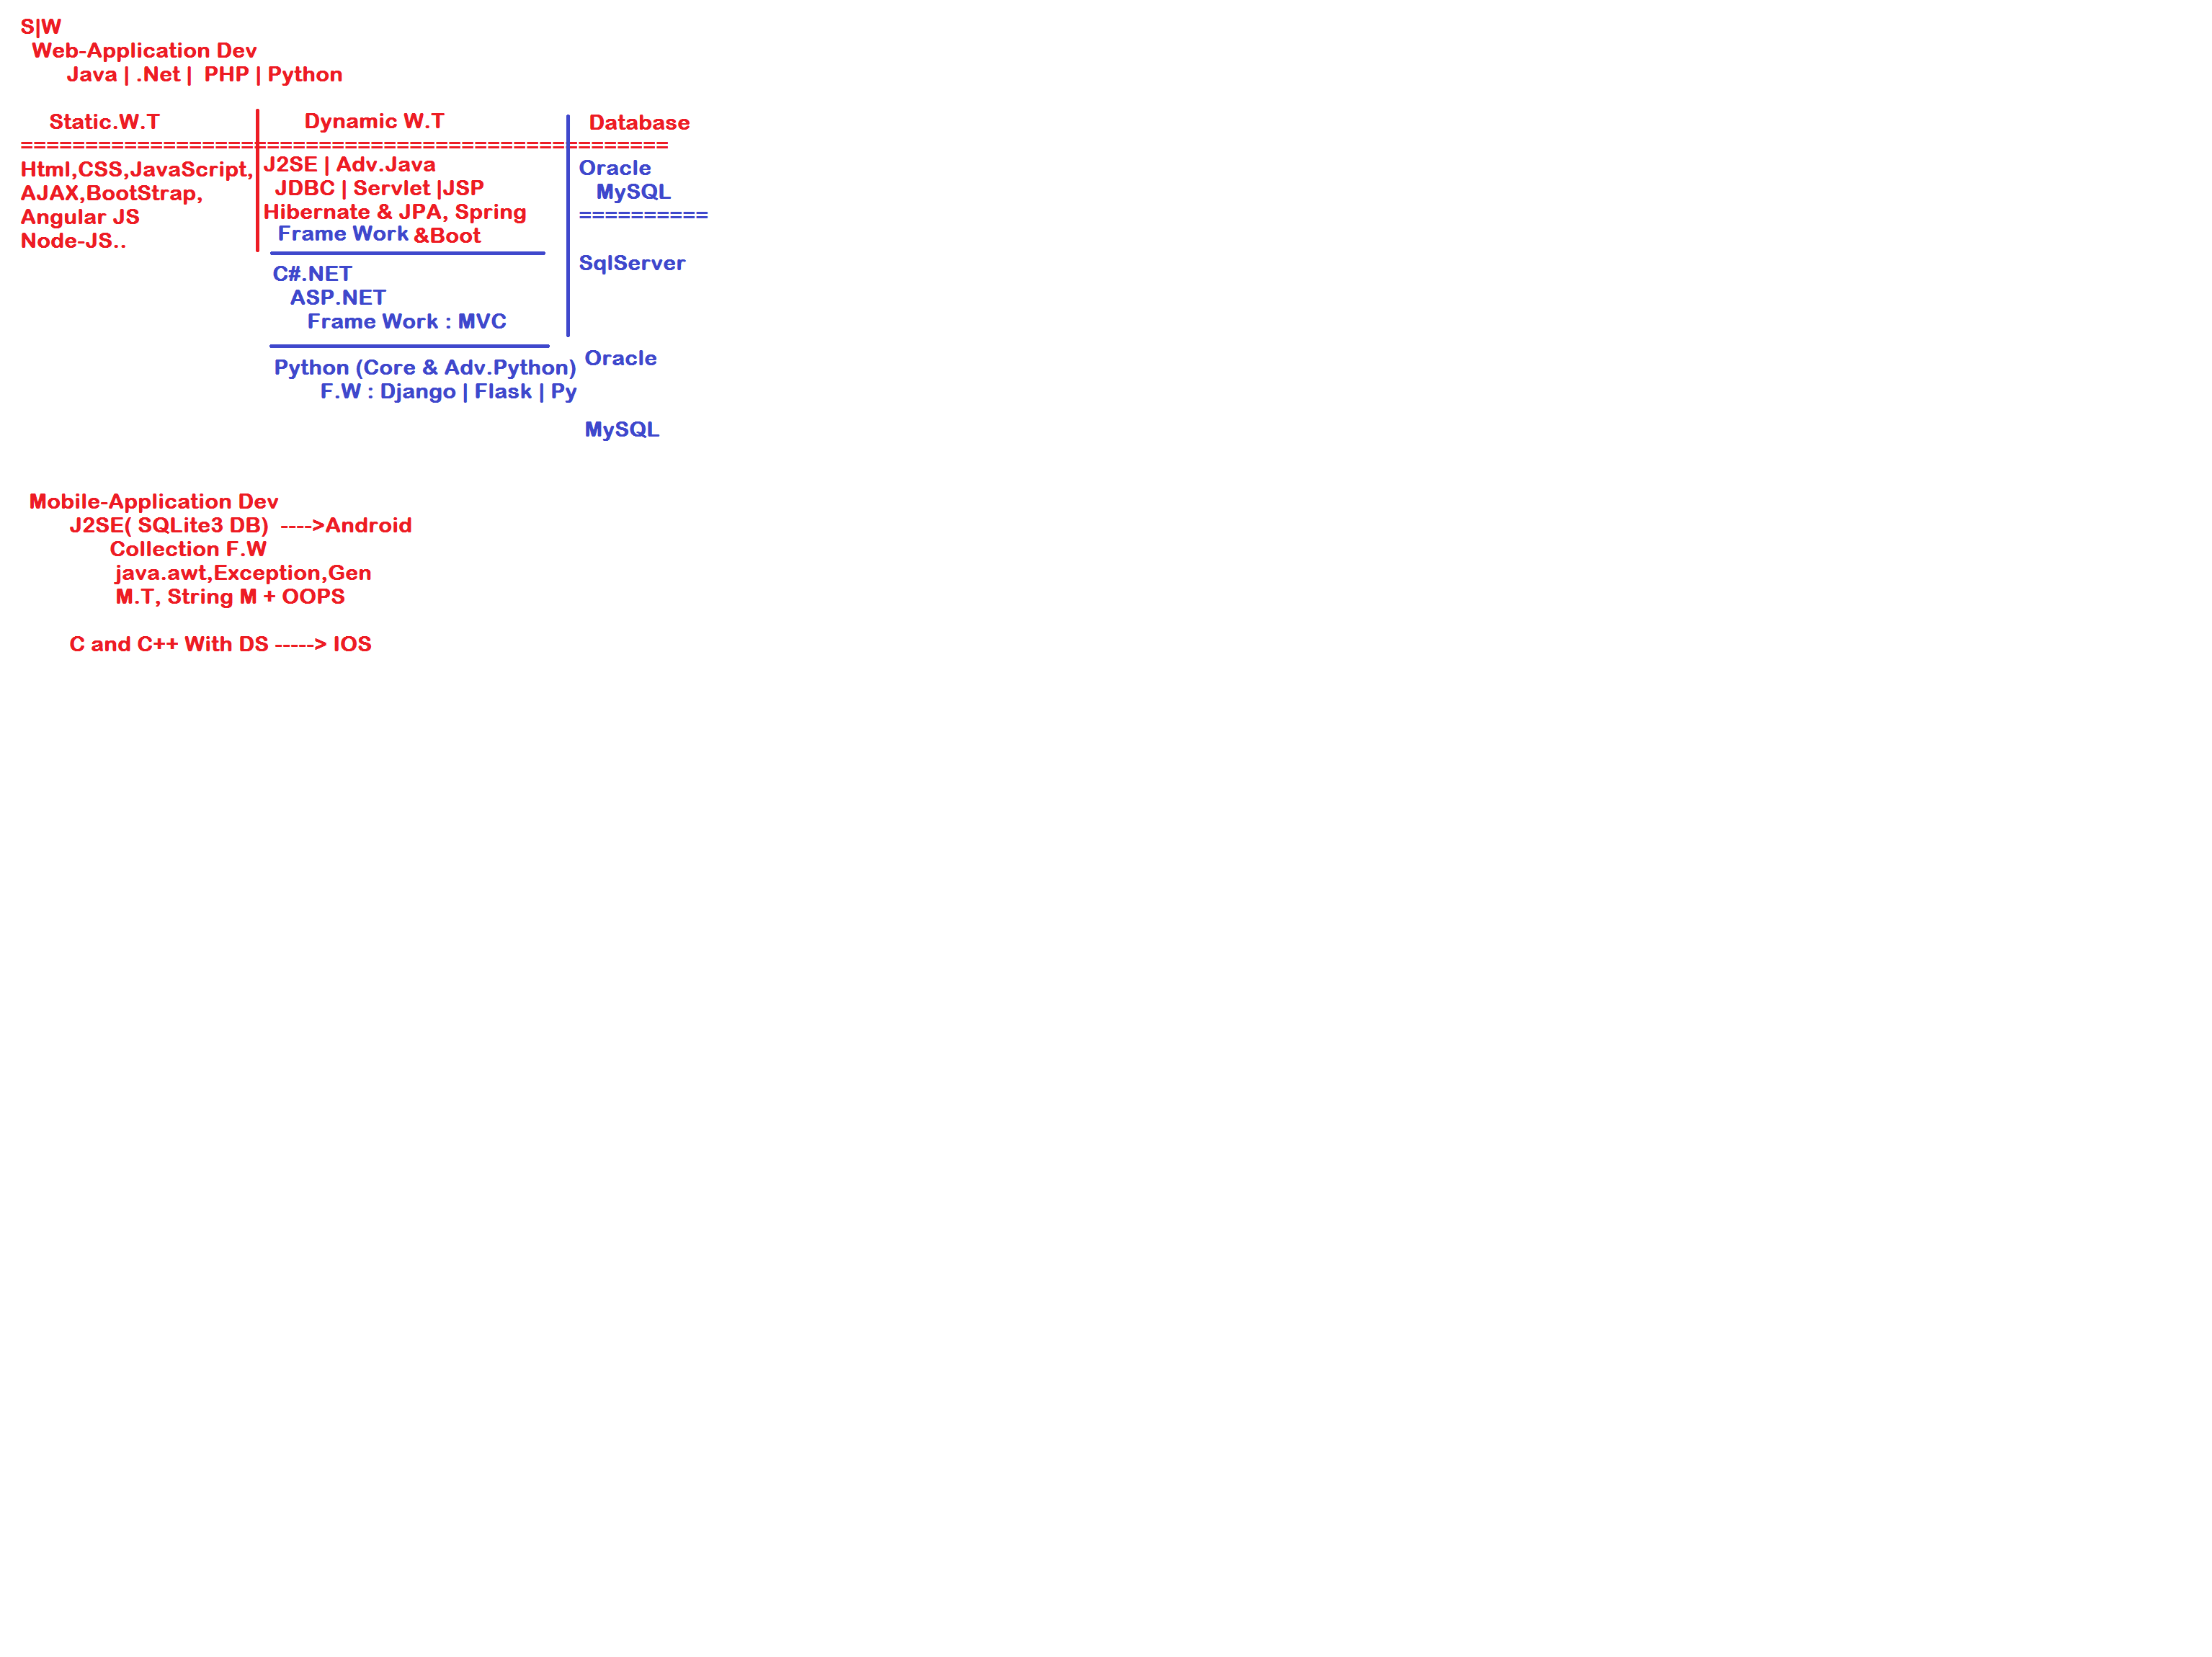 S|W
Web-Application Dev
Java | .Net | PHP | Python
Static.W.T
Dynamic W.T
Database
==================================================
Html,CSS,JavaScript,
AJAX,BootStrap,
Angular JS
Node-JS..
J2SE | Adv.Java
JDBC | Servlet |JSP
Hibernate & JPA, Spring
Frame Work &Boot
C#.NET
ASP.NET
Frame Work : MVC
Python (Core & Adv.Python)
F.W : Django | Flask | Py
Oracle
MySQL
==========
SqlServer
Oracle
MySQL
Mobile-Application Dev
J2SE( SQLite3 DB) ---->Android
Collection F.W
java.awt,Exception,Gen
M.T, String M + OOPS
C and C++ With DS -----> IOS